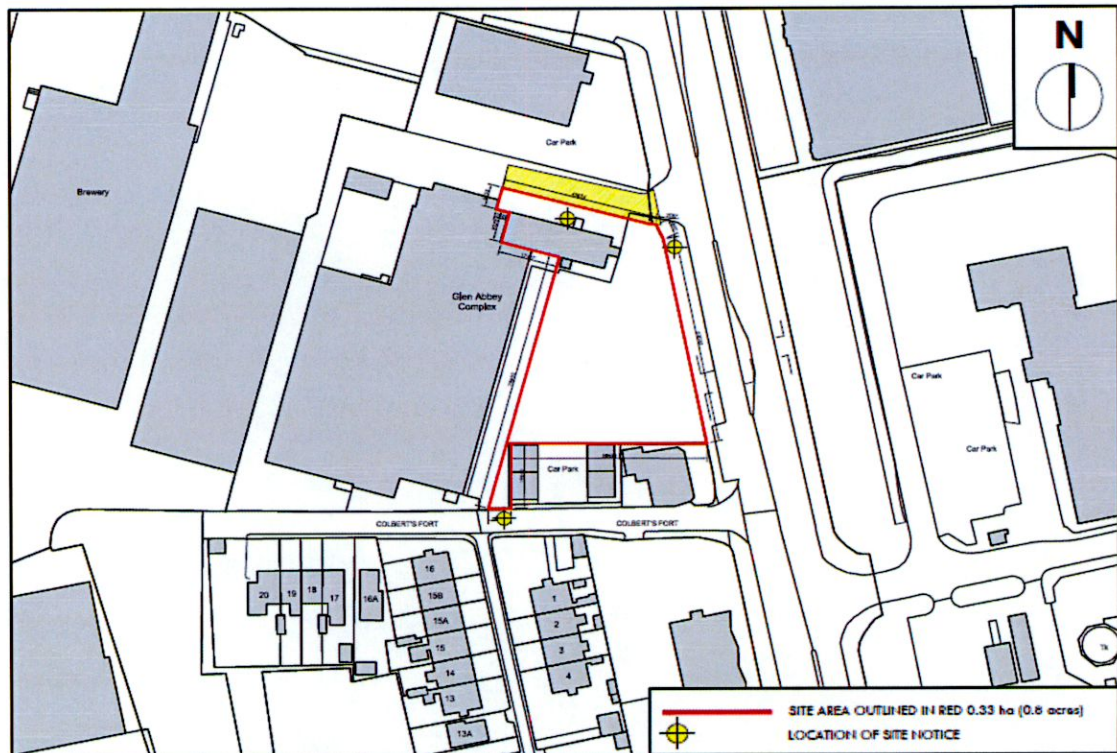 N
Car Park
Brewery
Glen Abbey
Complex
Car Park
Car Park
Car Park
COLBERT'S FORT
COLBERT'S FORT
20
19
18
17
16A
16
15B
15A
15
14
13
13A
1
2
3
4
Tk
SITE AREA OUTLINED IN RED 0.33 ha (0.8 acres)
LOCATION OF SITE NOTICE